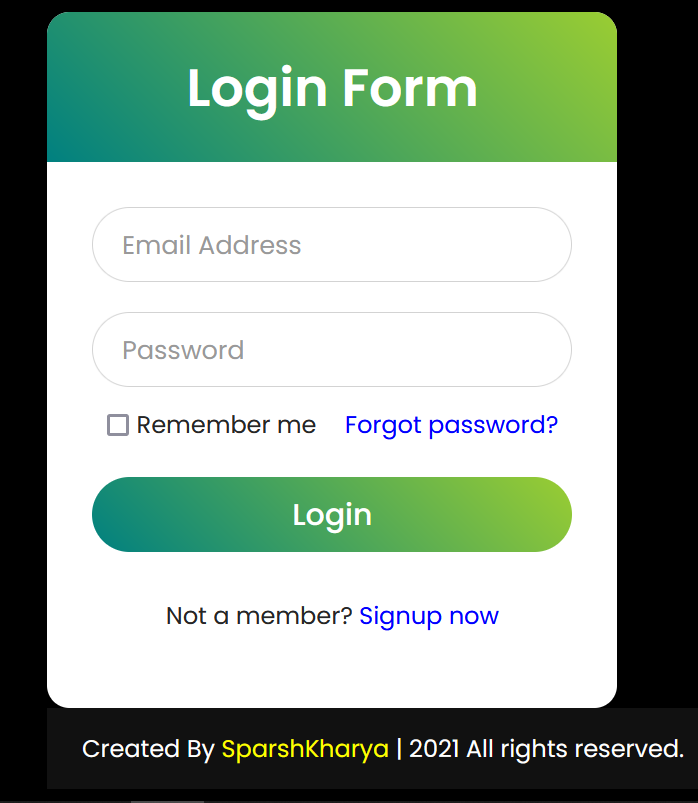 Login Form
Email Address
Password
Remember me Forgot password?
Login
Not a member? Signup now
Created By SparshKharya | 2021 All rights reserved.